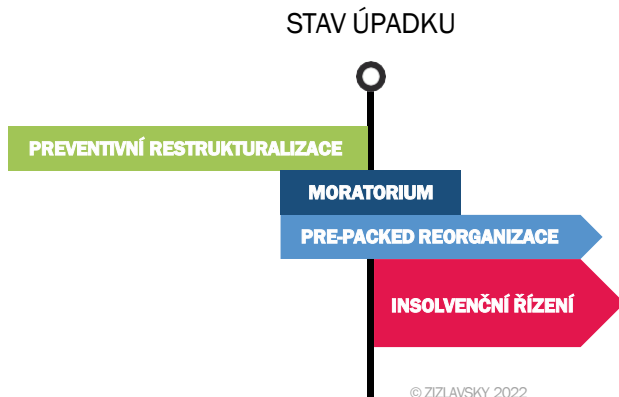 STAV ÚPADKU
PREVENTIVNÍ RESTRUKTURALIZACE
MORATORIUM
PRE-PACKED REORGANIZACE
INSOLVENČNÍ ŘÍZENÍ
© ZIZLAVSKY 2022